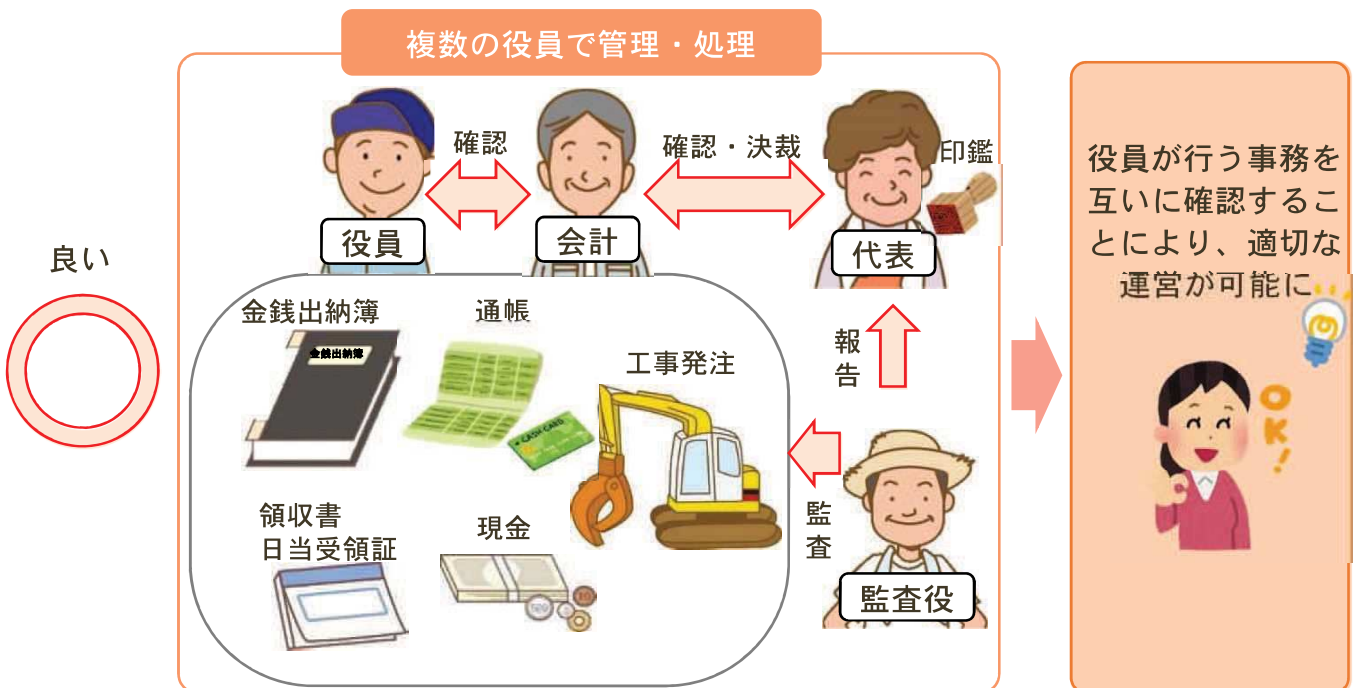 複数の役員で管理・処理
確認
確認・決裁
印鑑
役員
会計
代表
良い
金銭出納簿
金銭出納簿
通帳
CASH CARD
工事発注
報告
領収書
日当受領証
現金
監査
監査役
役員が行う事務を
互いに確認するこ
とにより、適切な
運営が可能に
OK!